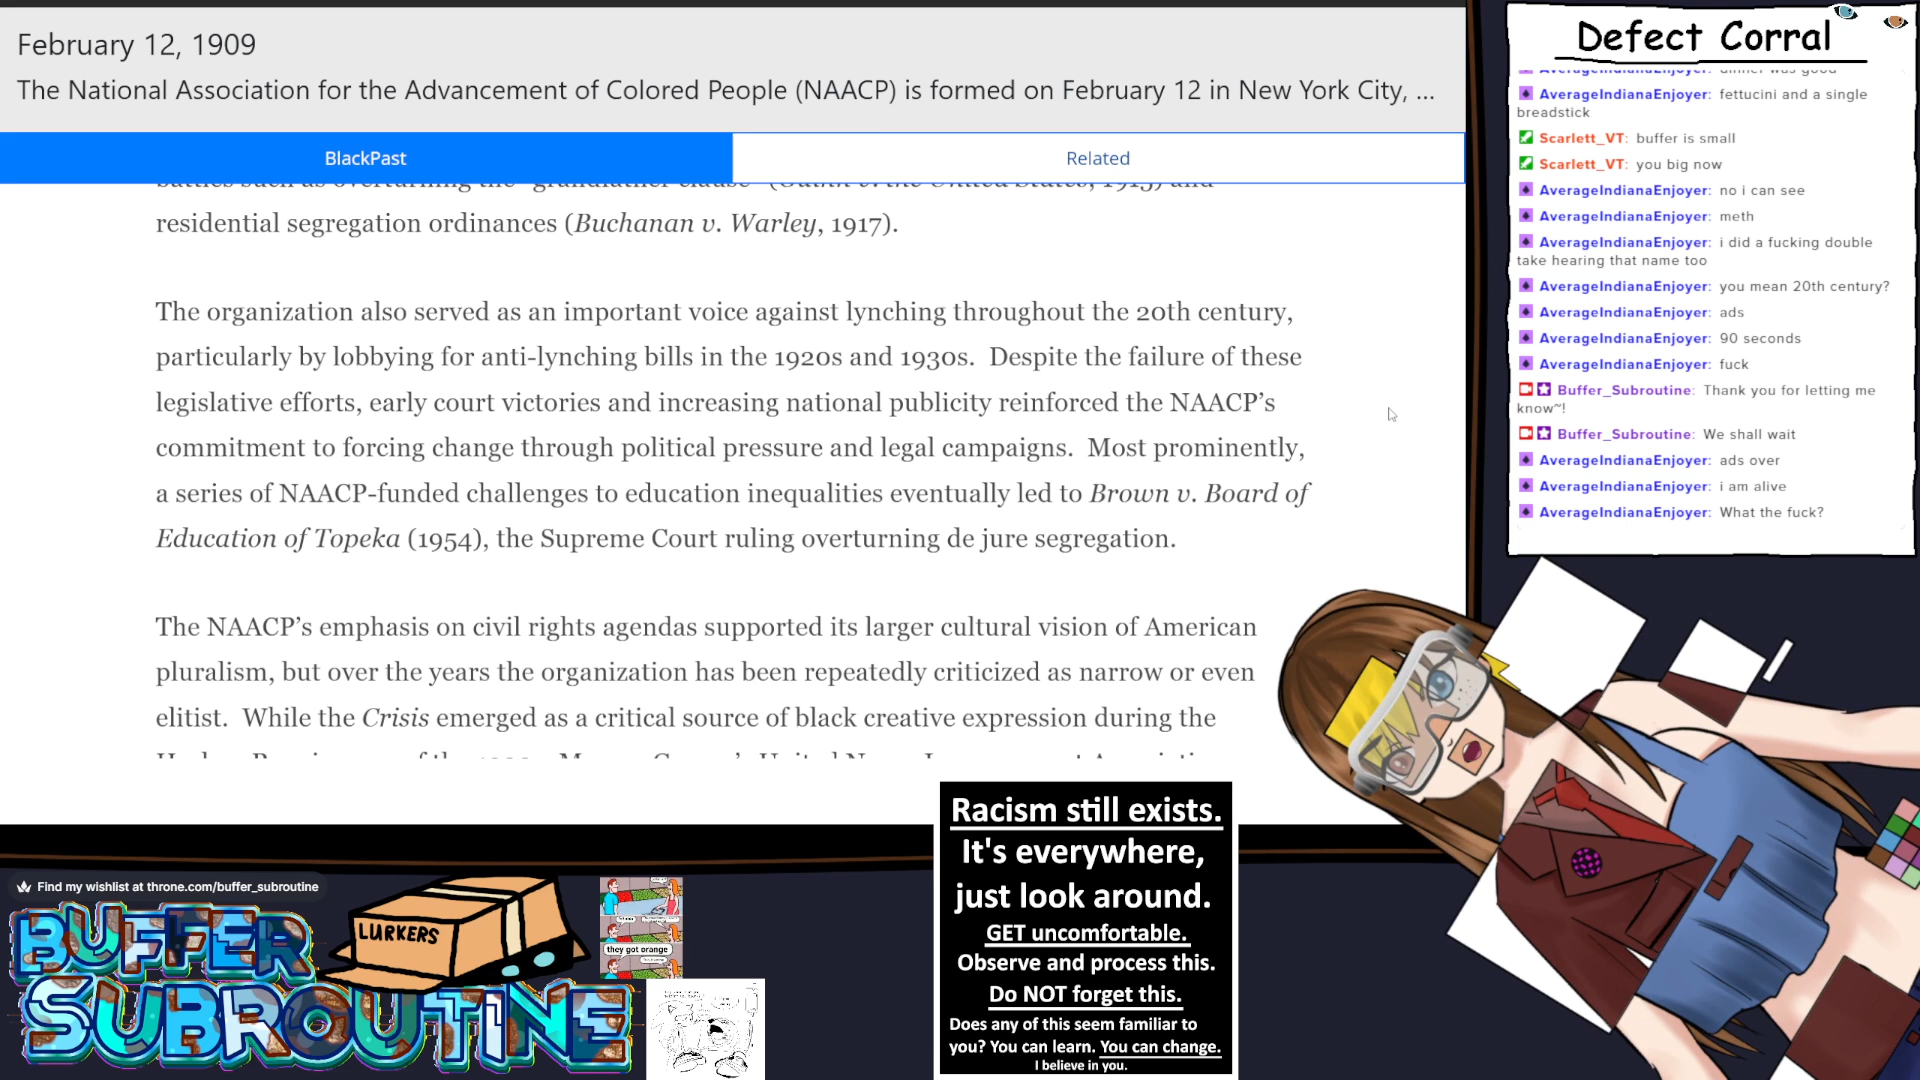 February 12, 1909
The National Association for the Advancement of Colored People (NAACP) is formed on February 12 in New York City, ...
BlackPast
Related
residential segregation ordinances (Buchanan v. Warley, 1917).
The organization also served as an important voice against lynching throughout the 20th century,
particularly by lobbying for anti-lynching bills in the 1920s and 1930s.  Despite the failure of these
legislative efforts, early court victories and increasing national publicity reinforced the NAACP’s
commitment to forcing change through political pressure and legal campaigns.  Most prominently,
a series of NAACP-funded challenges to education inequalities eventually led to Brown v. Board of
Education of Topeka (1954), the Supreme Court ruling overturning de jure segregation.
The NAACP’s emphasis on civil rights agendas supported its larger cultural vision of American
pluralism, but over the years the organization has been repeatedly criticized as narrow or even
elitist.  While the Crisis emerged as a critical source of black creative expression during the
Defect Corral
AverageIndianaEnjoyer: dinner was good
AverageIndianaEnjoyer: fettucini and a single
breadstick
Scarlett_VT: buffer is small
Scarlett_VT: you big now
AverageIndianaEnjoyer: no i can see
AverageIndianaEnjoyer: meth
AverageIndianaEnjoyer: i did a fucking double
take hearing that name too
AverageIndianaEnjoyer: you mean 20th century?
AverageIndianaEnjoyer: ads
AverageIndianaEnjoyer: 90 seconds
AverageIndianaEnjoyer: fuck
Buffer_Subroutine: Thank you for letting me
know~!
Buffer_Subroutine: We shall wait
AverageIndianaEnjoyer: ads over
AverageIndianaEnjoyer: i am alive
AverageIndianaEnjoyer: What the fuck?
Find my wishlist at throne.com/buffer_subroutine
BUFFER
SUBROUTINE
LURKERS
they got orange
Racism still exists.
It's everywhere,
just look around.
GET uncomfortable.
Observe and process this.
Do NOT forget this.
Does any of this seem familiar to
you? You can learn. You can change.
I believe in you.